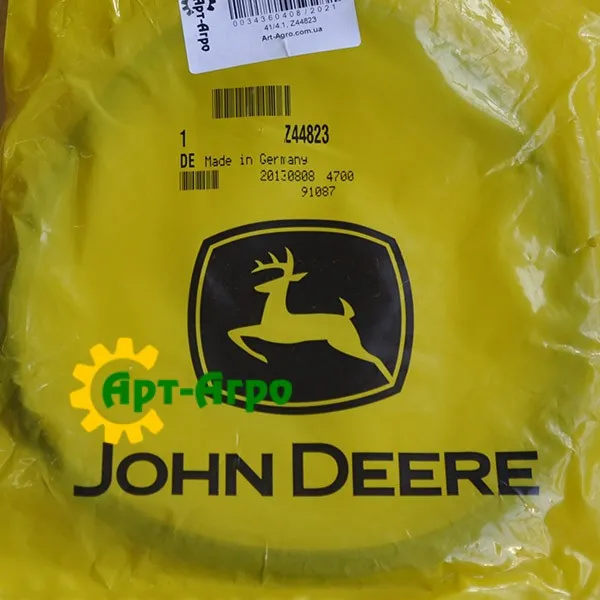 0034360408/2021
41/4.1, Z44823
Art-Agro.com.ua
Арт-Агро
1 Z44823
DE Made in Germany
20130808 4700
91087
Арт-Агро
JOHN DEERE